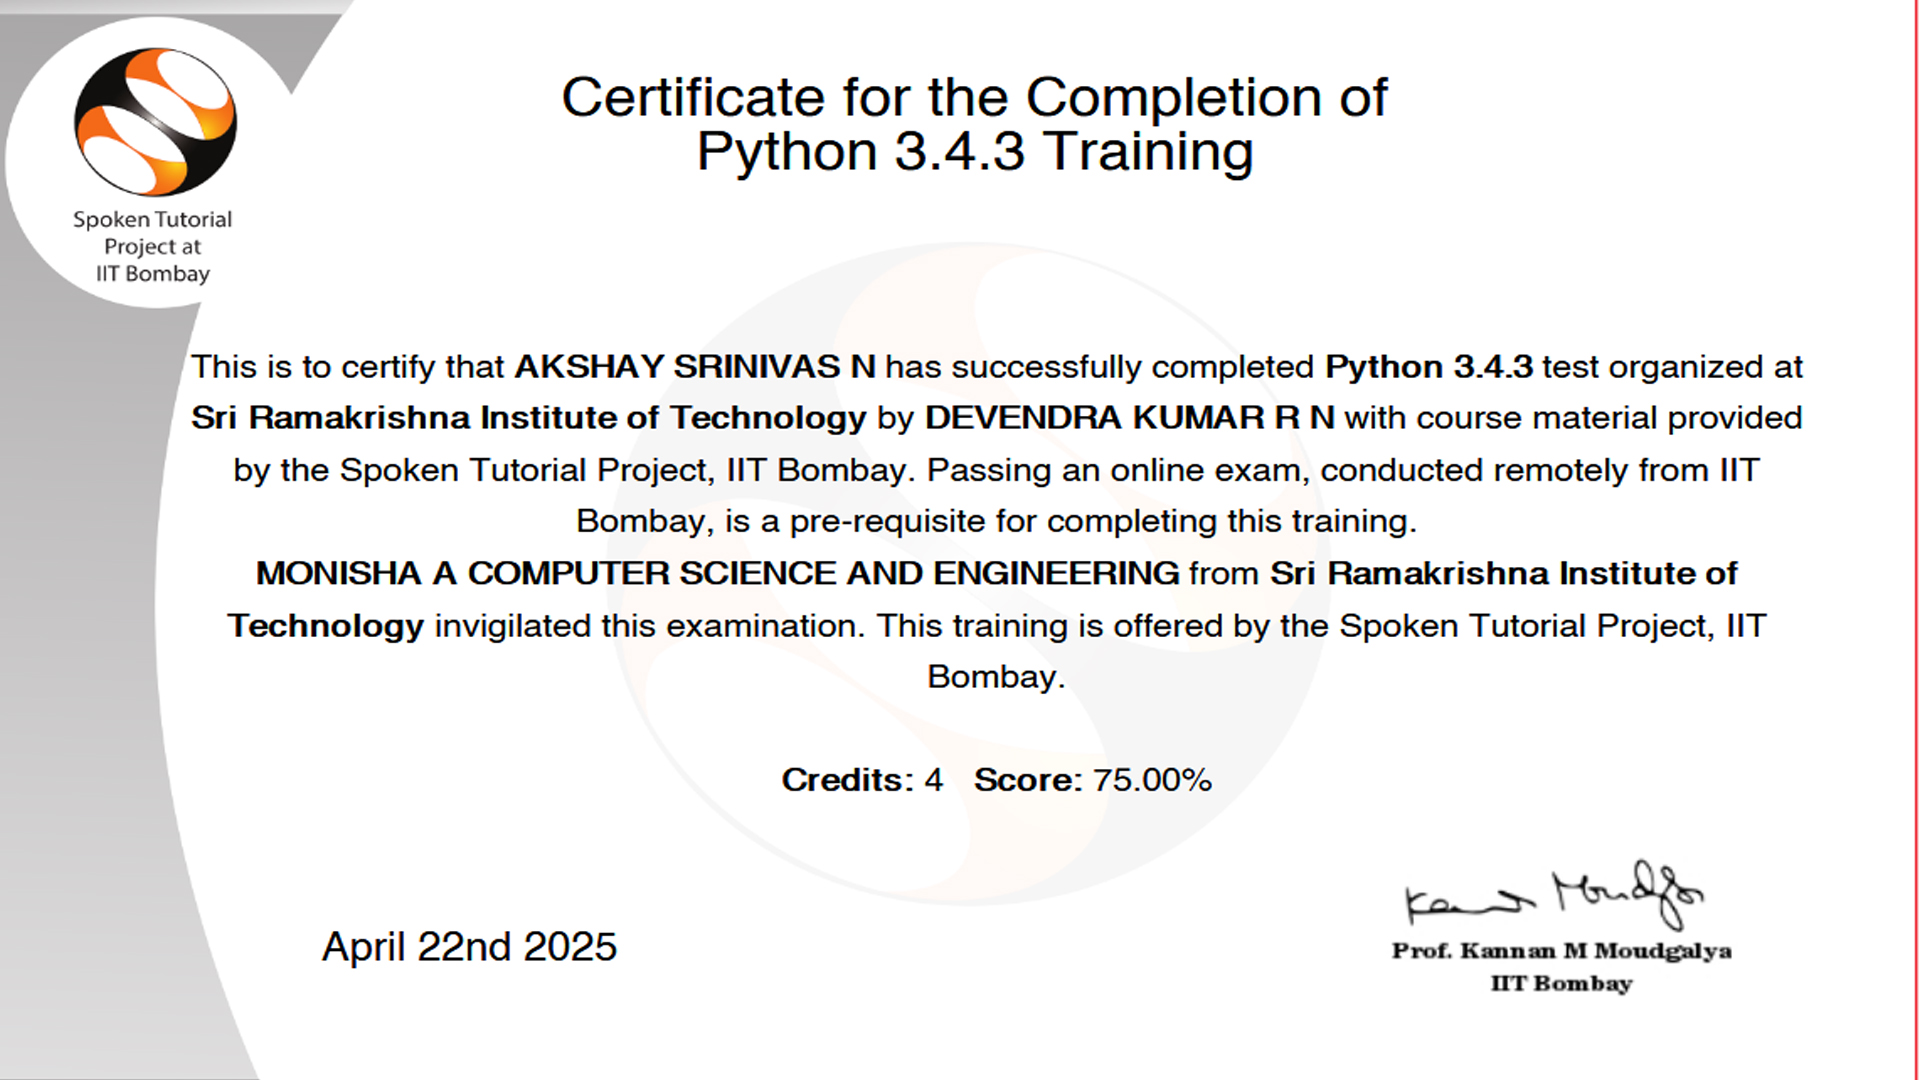 Certificate for the Completion of
Python 3.4.3 Training
Spoken Tutorial
Project at
IIT Bombay
This is to certify that AKSHAY SRINIVAS N has successfully completed Python 3.4.3 test organized at
Sri Ramakrishna Institute of Technology by DEVENDRA KUMAR R N with course material provided
by the Spoken Tutorial Project, IIT Bombay. Passing an online exam, conducted remotely from IIT
Bombay, is a pre-requisite for completing this training.
MONISHA A COMPUTER SCIENCE AND ENGINEERING from Sri Ramakrishna Institute of
Technology invigilated this examination. This training is offered by the Spoken Tutorial Project, IIT
Bombay.
Credits: 4 Score: 75.00%
April 22nd 2025
Kannan Moudgalya
Prof. Kannan M Moudgalya
IIT Bombay